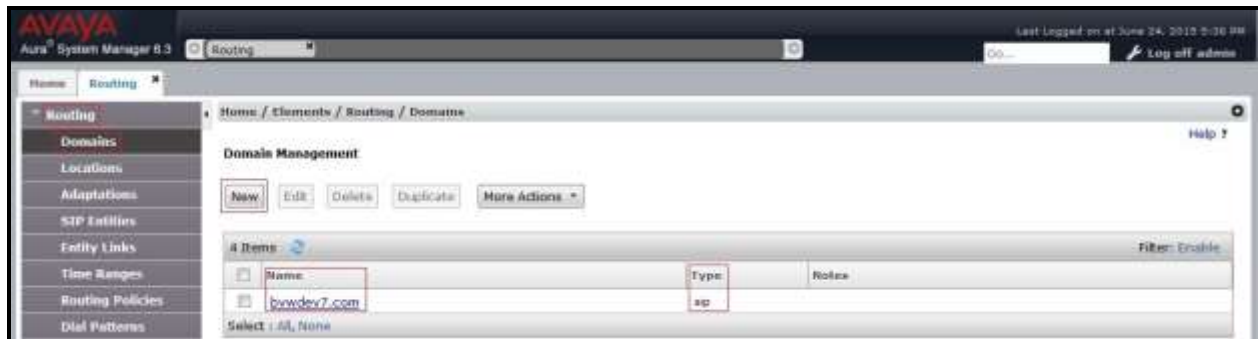 AVAYA
Last Logged on at June 24, 2015 5:30 PM
Aura® System Manager 6.3
Routing
Go...
Log off admin
Home
Routing
Routing
Home / Elements / Routing / Domains
Help ?
Domains
Domain Management
Locations
Adaptations
New
Edit
Delete
Duplicate
More Actions
SIP Entities
Entity Links
4 Items
Filter: Enable
Time Ranges
Name
Type
Notes
Routing Policies
bvwdev7.com
sip
Dial Patterns
Select : All, None